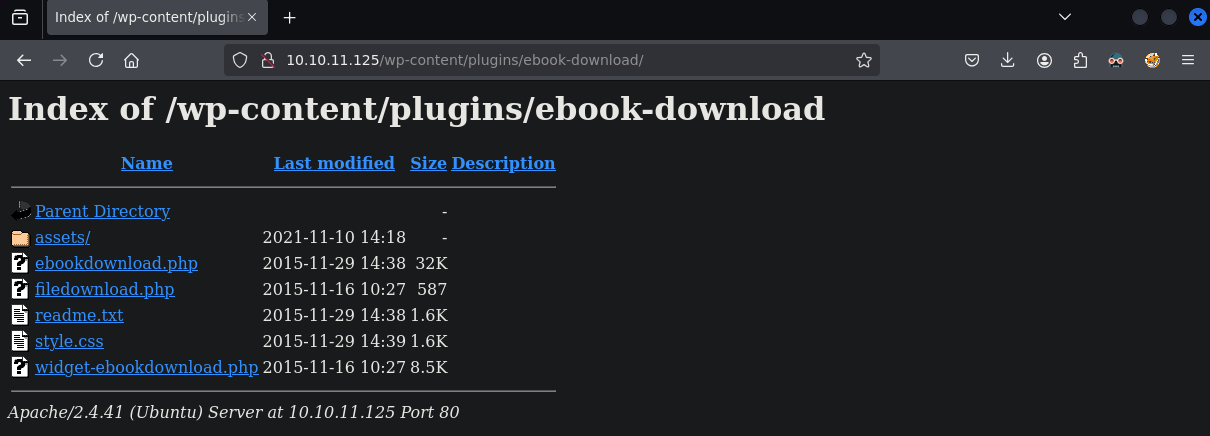 Index of /wp-content/plugins
10.10.11.125/wp-content/plugins/ebook-download/
Index of /wp-content/plugins/ebook-download
Name Last modified Size Description
Parent Directory -
assets/ 2021-11-10 14:18 -
ebookdownload.php 2015-11-29 14:38 32K
filedownload.php 2015-11-16 10:27 587
readme.txt 2015-11-29 14:38 1.6K
style.css 2015-11-29 14:39 1.6K
widget-ebookdownload.php 2015-11-16 10:27 8.5K
Apache/2.4.41 (Ubuntu) Server at 10.10.11.125 Port 80